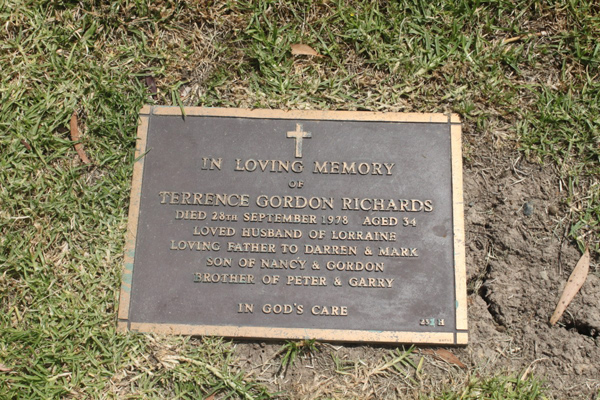 IN LOVING MEMORY
OF
TERRENCE GORDON RICHARDS
DIED 28TH SEPTEMBER 1978 AGED 34
LOVED HUSBAND OF LORRAINE
LOVING FATHER TO DARREN & MARK
SON OF NANCY & GORDON
BROTHER OF PETER & GARRY
IN GOD'S CARE